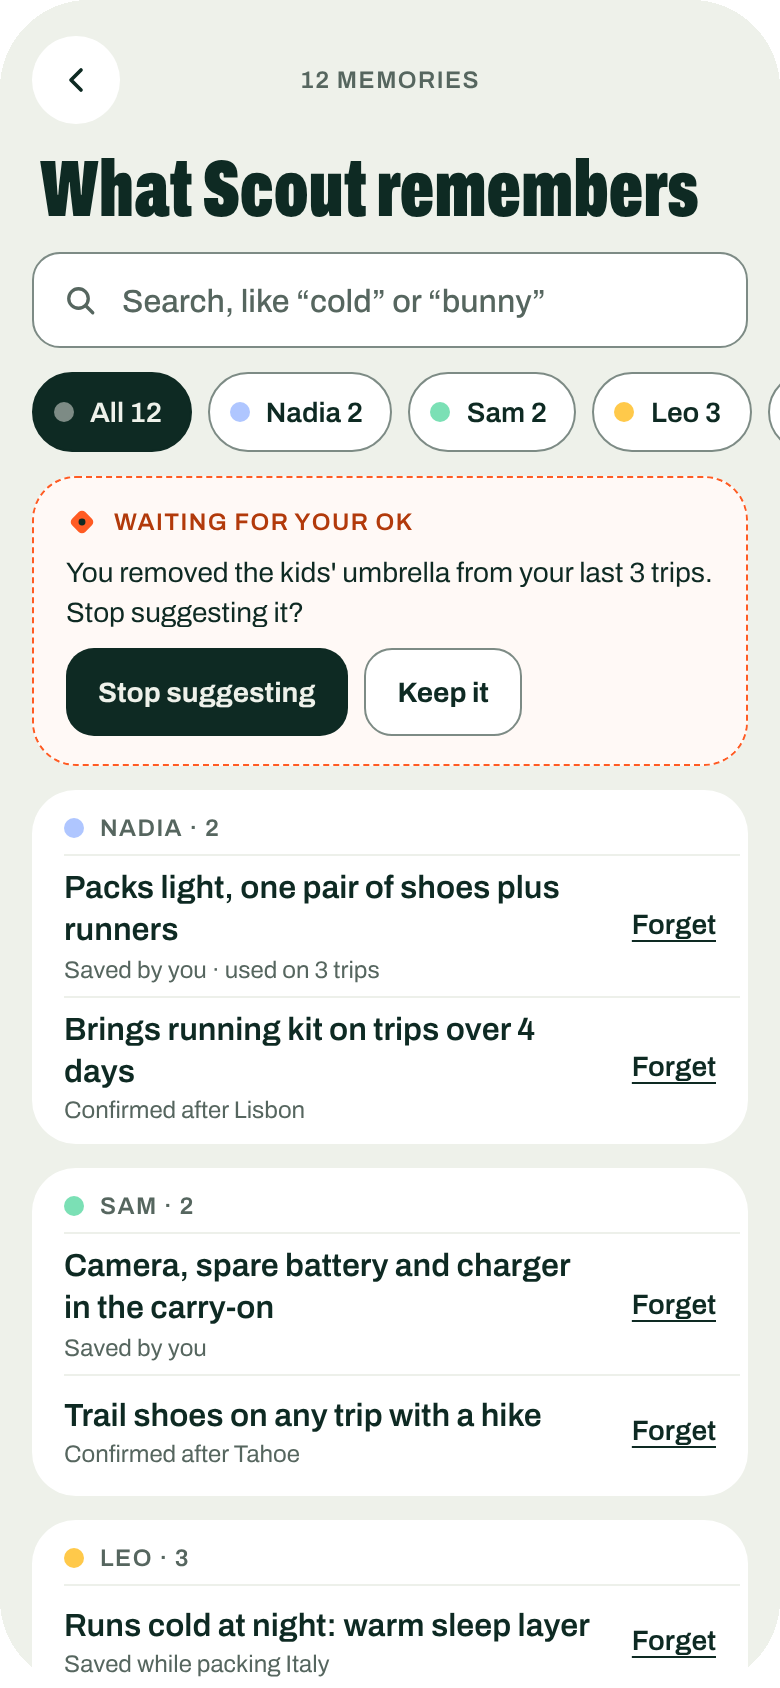 12 MEMORIES
What Scout remembers
Search, like “cold” or “bunny”
All 12
Nadia 2
Sam 2
Leo 3
WAITING FOR YOUR OK
You removed the kids' umbrella from your last 3 trips.
Stop suggesting it?
Stop suggesting
Keep it
NADIA · 2
Packs light, one pair of shoes plus
runners
Forget
Saved by you · used on 3 trips
Brings running kit on trips over 4
days
Forget
Confirmed after Lisbon
SAM · 2
Camera, spare battery and charger
in the carry-on
Forget
Saved by you
Trail shoes on any trip with a hike
Forget
Confirmed after Tahoe
LEO · 3
Runs cold at night: warm sleep layer
Forget
Saved while packing Italy